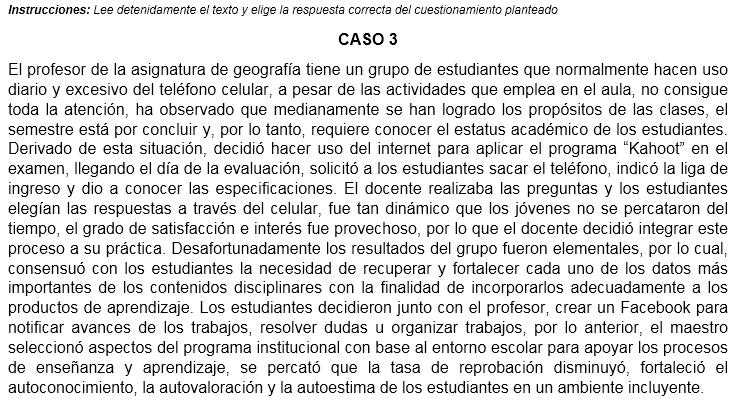 Instrucciones: Lee detenidamente el texto y elige la respuesta correcta del cuestionamiento planteado
CASO 3
El profesor de la asignatura de geografía tiene un grupo de estudiantes que normalmente hacen uso
diario y excesivo del teléfono celular, a pesar de las actividades que emplea en el aula, no consigue
toda la atención, ha observado que medianamente se han logrado los propósitos de las clases, el
semestre está por concluir y, por lo tanto, requiere conocer el estatus académico de los estudiantes.
Derivado de esta situación, decidió hacer uso del internet para aplicar el programa “Kahoot” en el
examen, llegando el día de la evaluación, solicitó a los estudiantes sacar el teléfono, indicó la liga de
ingreso y dio a conocer las especificaciones. El docente realizaba las preguntas y los estudiantes
elegían las respuestas a través del celular, fue tan dinámico que los jóvenes no se percataron del
tiempo, el grado de satisfacción e interés fue provechoso, por lo que el docente decidió integrar este
proceso a su práctica. Desafortunadamente los resultados del grupo fueron elementales, por lo cual,
consensuó con los estudiantes la necesidad de recuperar y fortalecer cada uno de los datos más
importantes de los contenidos disciplinares con la finalidad de incorporarlos adecuadamente a los
productos de aprendizaje. Los estudiantes decidieron junto con el profesor, crear un Facebook para
notificar avances de los trabajos, resolver dudas u organizar trabajos, por lo anterior, el maestro
seleccionó aspectos del programa institucional con base al entorno escolar para apoyar los procesos
de enseñanza y aprendizaje, se percató que la tasa de reprobación disminuyó, fortaleció el
autoconocimiento, la autovaloración y la autoestima de los estudiantes en un ambiente incluyente.